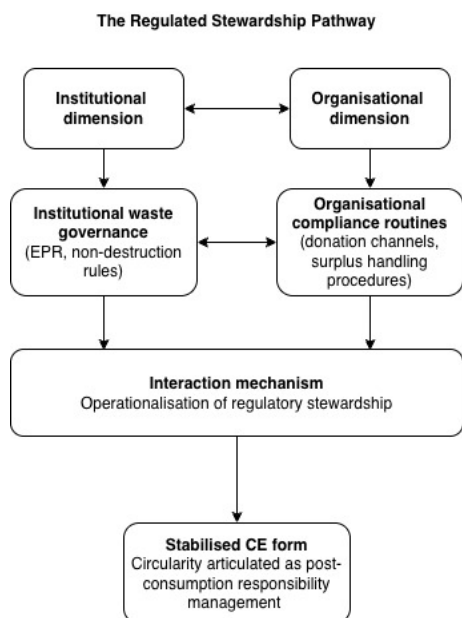 The Regulated Stewardship Pathway
Institutional
dimension
Organisational
dimension
Institutional waste
governance
(EPR, non-destruction
rules)
Organisational
compliance routines
(donation channels,
surplus handling
procedures)
Interaction mechanism
Operationalisation of regulatory stewardship
Stabilised CE form
Circularity articulated as post-
consumption responsibility
management